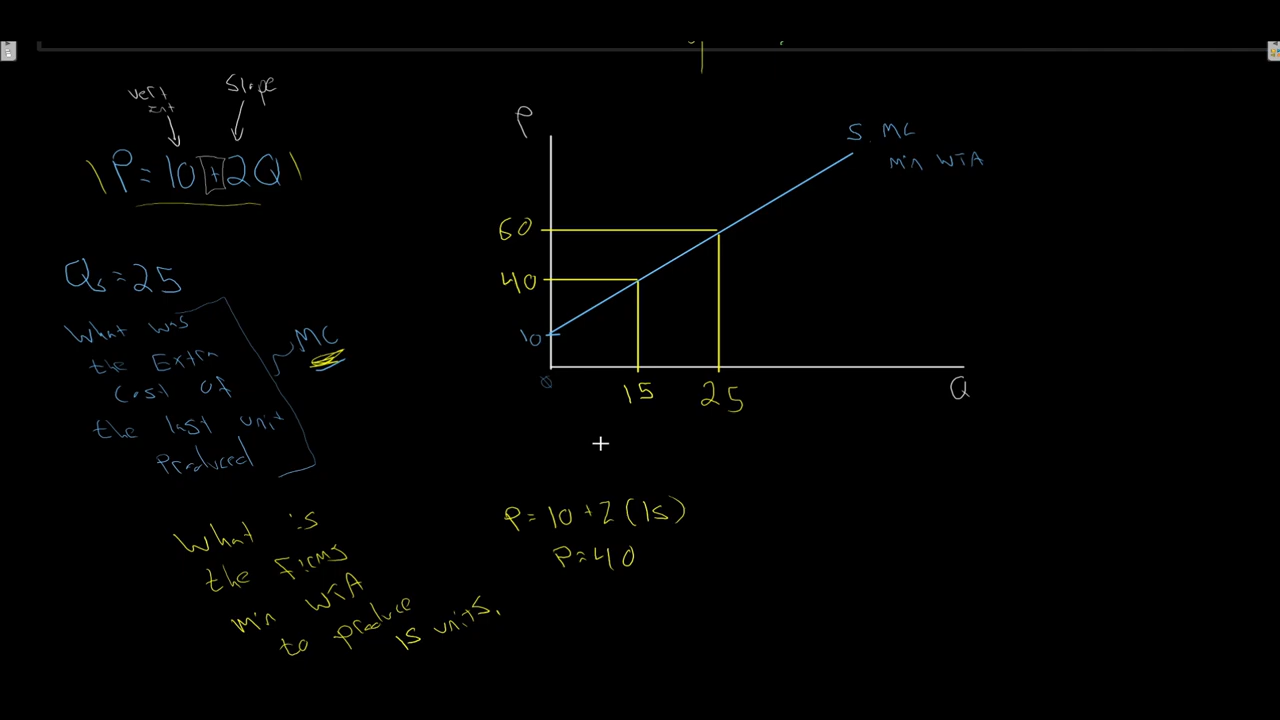 vert
int
Slope
P = 10 + 2Q
Qs = 25
What was
the Extra
Cost of
the last unit
Produced
MC
What is
the Firms
min WTA
to produce
15 units.
P
S. MC
min WTA
60
40
10
0
15
25
Q
P = 10 + 2 (15)
P = 40